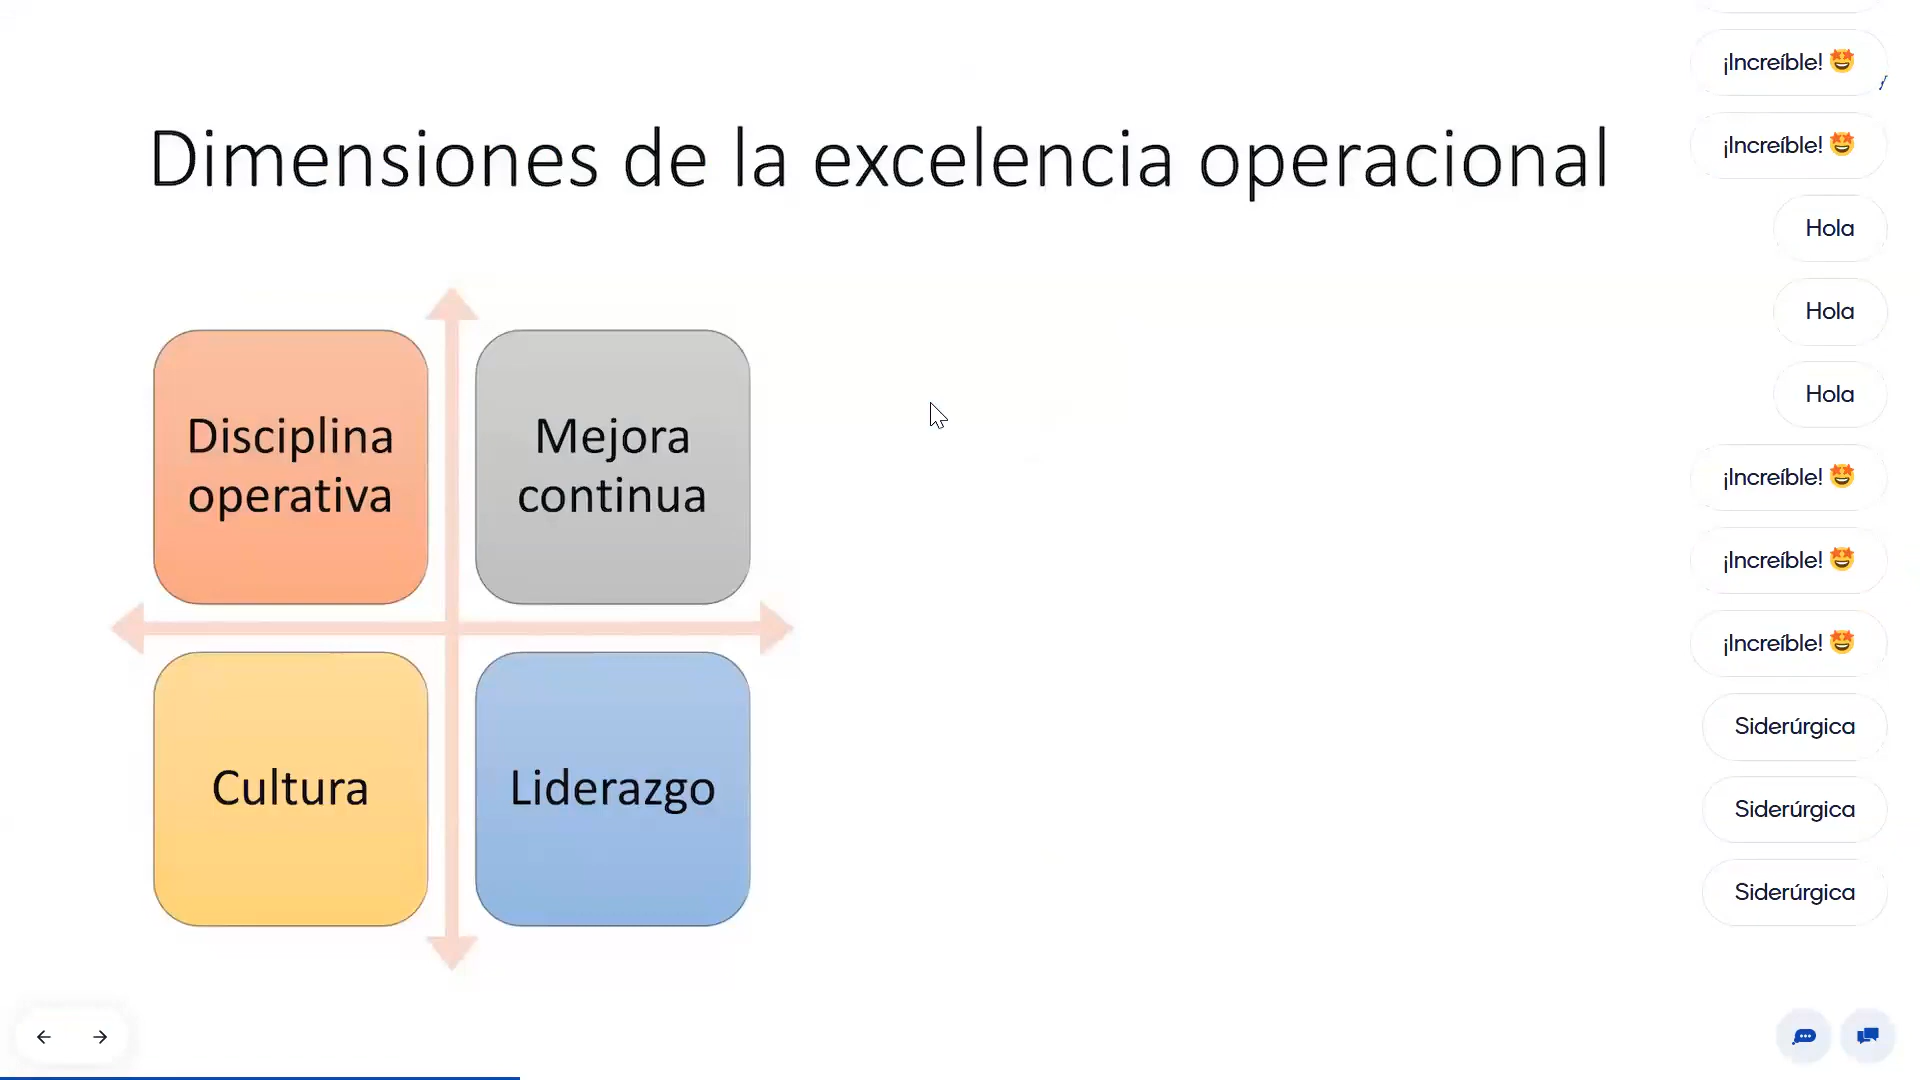 Dimensiones de la excelencia operacional
Disciplina
operativa
Mejora
continua
Cultura
Liderazgo
¡Increíble! 🤩
¡Increíble! 🤩
Hola
Hola
Hola
¡Increíble! 🤩
¡Increíble! 🤩
¡Increíble! 🤩
Siderúrgica
Siderúrgica
Siderúrgica